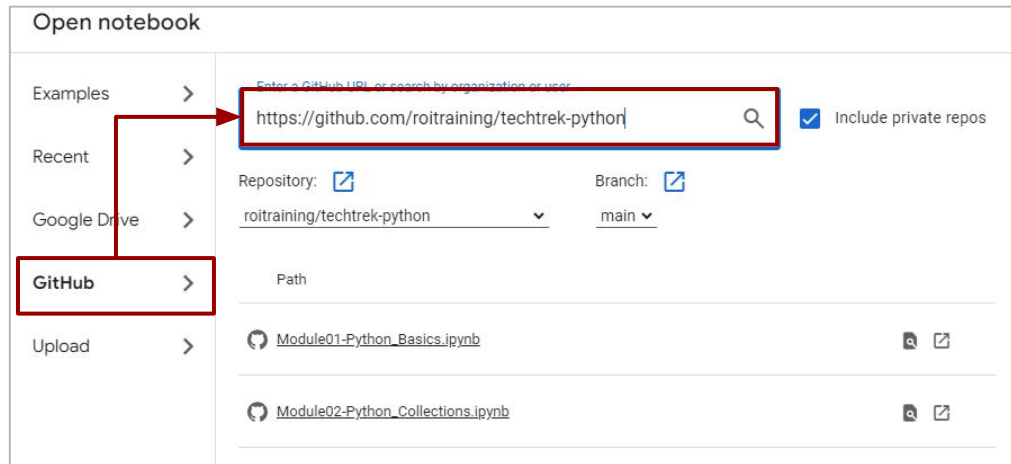 Open notebook
Examples
Recent
Google Drive
GitHub
Upload
Enter a GitHub URL or search by organization or user
https://github.com/roitraining/techtrek-python
Include private repos
Repository:
Branch:
roitraining/techtrek-python
main
Path
Module01-Python_Basics.ipynb
Module02-Python_Collections.ipynb